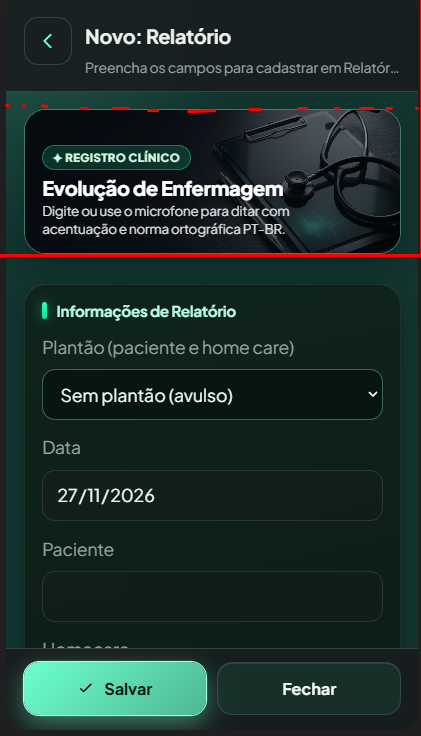 Novo: Relatório
Preencha os campos para cadastrar em Relatór...
✦ REGISTRO CLÍNICO
Evolução de Enfermagem
Digite ou use o microfone para ditar com
acentuação e norma ortográfica PT-BR.
Informações de Relatório
Plantão (paciente e home care)
Sem plantão (avulso)
Data
27/11/2026
Paciente
Homecare
Salvar
Fechar